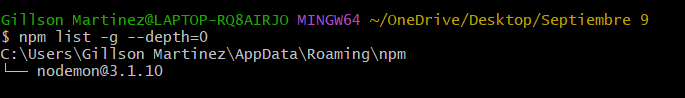 Gillson Martinez@LAPTOP-RQ8AIRJO MINGW64 ~/OneDrive/Desktop/Septiembre 9
$ npm list -g --depth=0
C:\Users\Gillson Martinez\AppData\Roaming\npm
└── nodemon@3.1.10